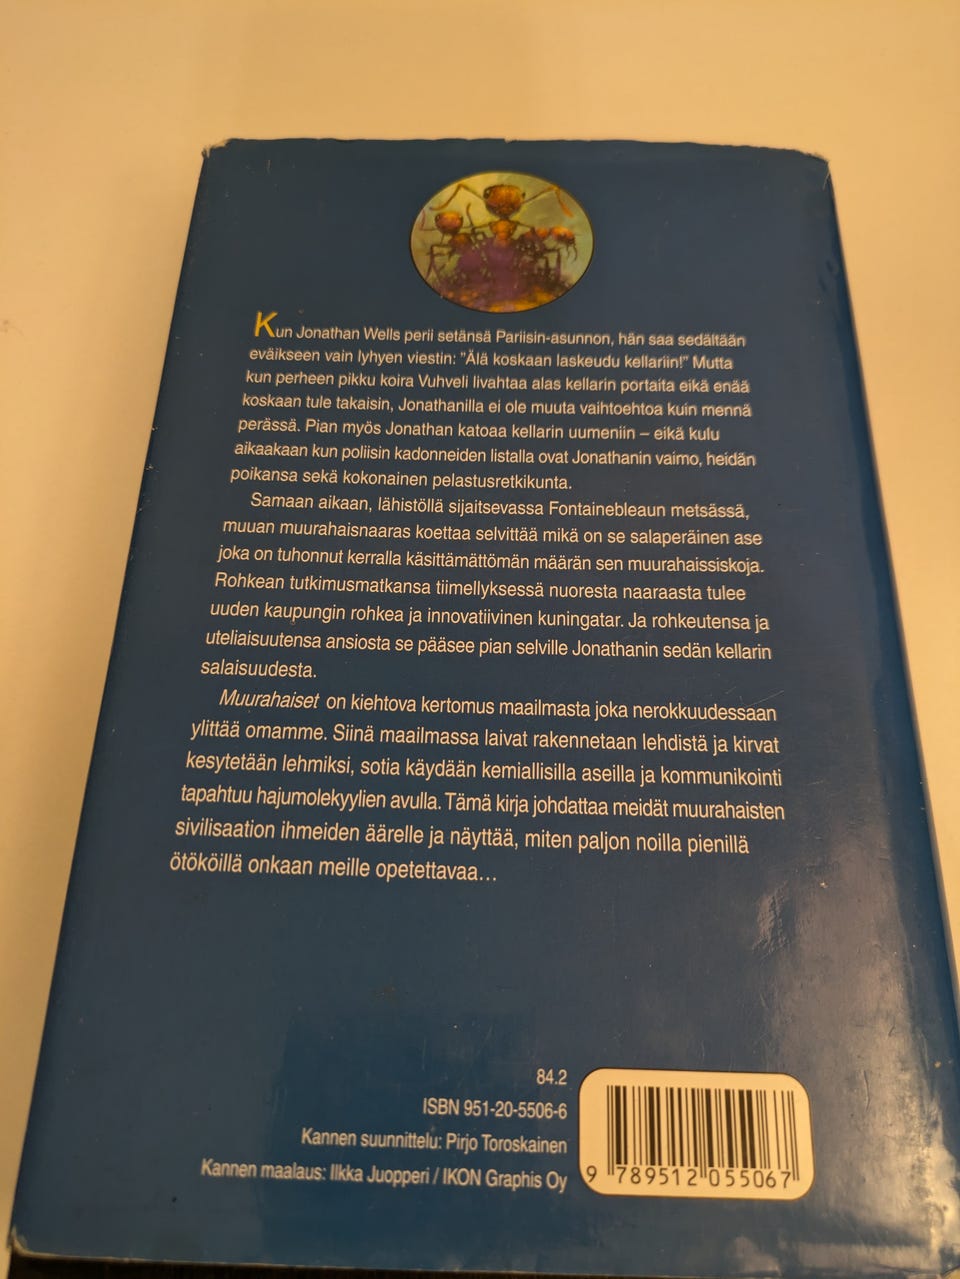 Kun Jonathan Wells perii setänsä Pariisin-asunnon, hän saa sedältään
eväikseen vain lyhyen viestin: "Älä koskaan laskeudu kellariin!" Mutta
kun perheen pikku koira Vuhveli livahtaa alas kellarin portaita eikä enää
koskaan tule takaisin, Jonathanilla ei ole muuta vaihtoehtoa kuin mennä
perässä. Pian myös Jonathan katoaa kellarin uumeniin – eikä kulu
aikaakaan kun poliisin kadonneiden listalla ovat Jonathanin vaimo, heidän
poikansa sekä kokonainen pelastusretkikunta.
Samaan aikaan, lähistöllä sijaitsevassa Fontainebleaun metsässä,
muuan muurahaisnaaras koettaa selvittää mikä on se salaperäinen ase
joka on tuhonnut kerralla käsittämättömän määrän sen muurahaissiskoja.
Rohkean tutkimusmatkansa tiimellyksessä nuoresta naaraasta tulee
uuden kaupungin rohkea ja innovatiivinen kuningatar. Ja rohkeutensa ja
uteliaisuutensa ansiosta se pääsee pian selville Jonathanin sedän kellarin
salaisuudesta.
Muurahaiset on kiehtova kertomus maailmasta joka nerokkuudessaan
ylittää omamme. Siinä maailmassa laivat rakennetaan lehdistä ja kirvat
kesytetään lehmiksi, sotia käydään kemiallisilla aseilla ja kommunikointi
tapahtuu hajumolekyylien avulla. Tämä kirja johdattaa meidät muurahaisten
sivilisaation ihmeiden äärelle ja näyttää, miten paljon noilla pienillä
ötököillä onkaan meille opetettavaa...
84.2
ISBN 951-20-5506-6
Kannen suunnittelu: Pirjo Toroskainen
Kannen maalaus: Ilkka Juopperi / IKON Graphis Oy
9 789512 055067